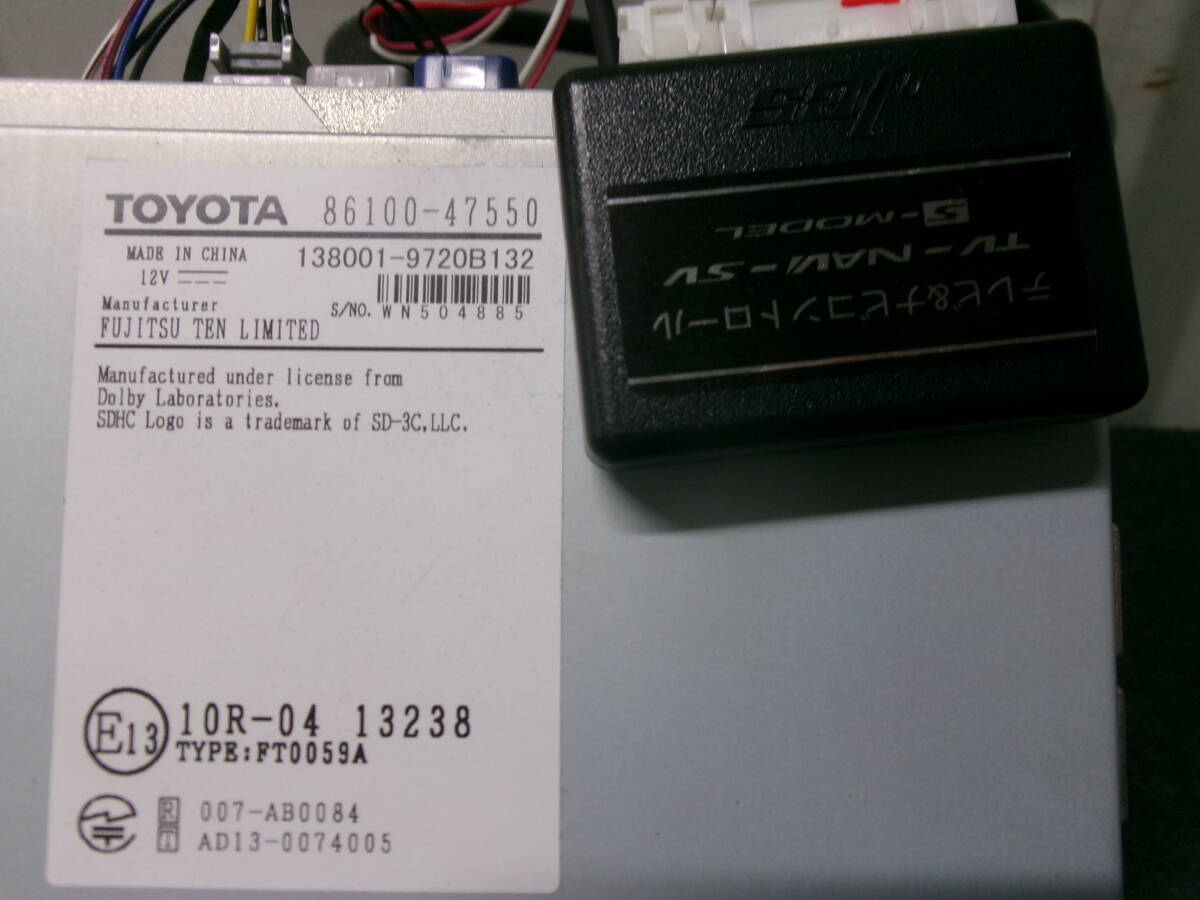 TOYOTA 86100-47550
MADE IN CHINA
12V
138001-9720B132
Manufacturer
S/NO. WN504885
FUJITSU TEN LIMITED
Manufactured under license from
Dolby Laboratories.
SDHC Logo is a trademark of SD-3C,LLC.
E13
10R-04 13238
TYPE:FT0059A
R 007-AB0084
T AD13-0074005
テレビ&ナビコントロール
TV-NAVI-SV
S-MODEL
Jes